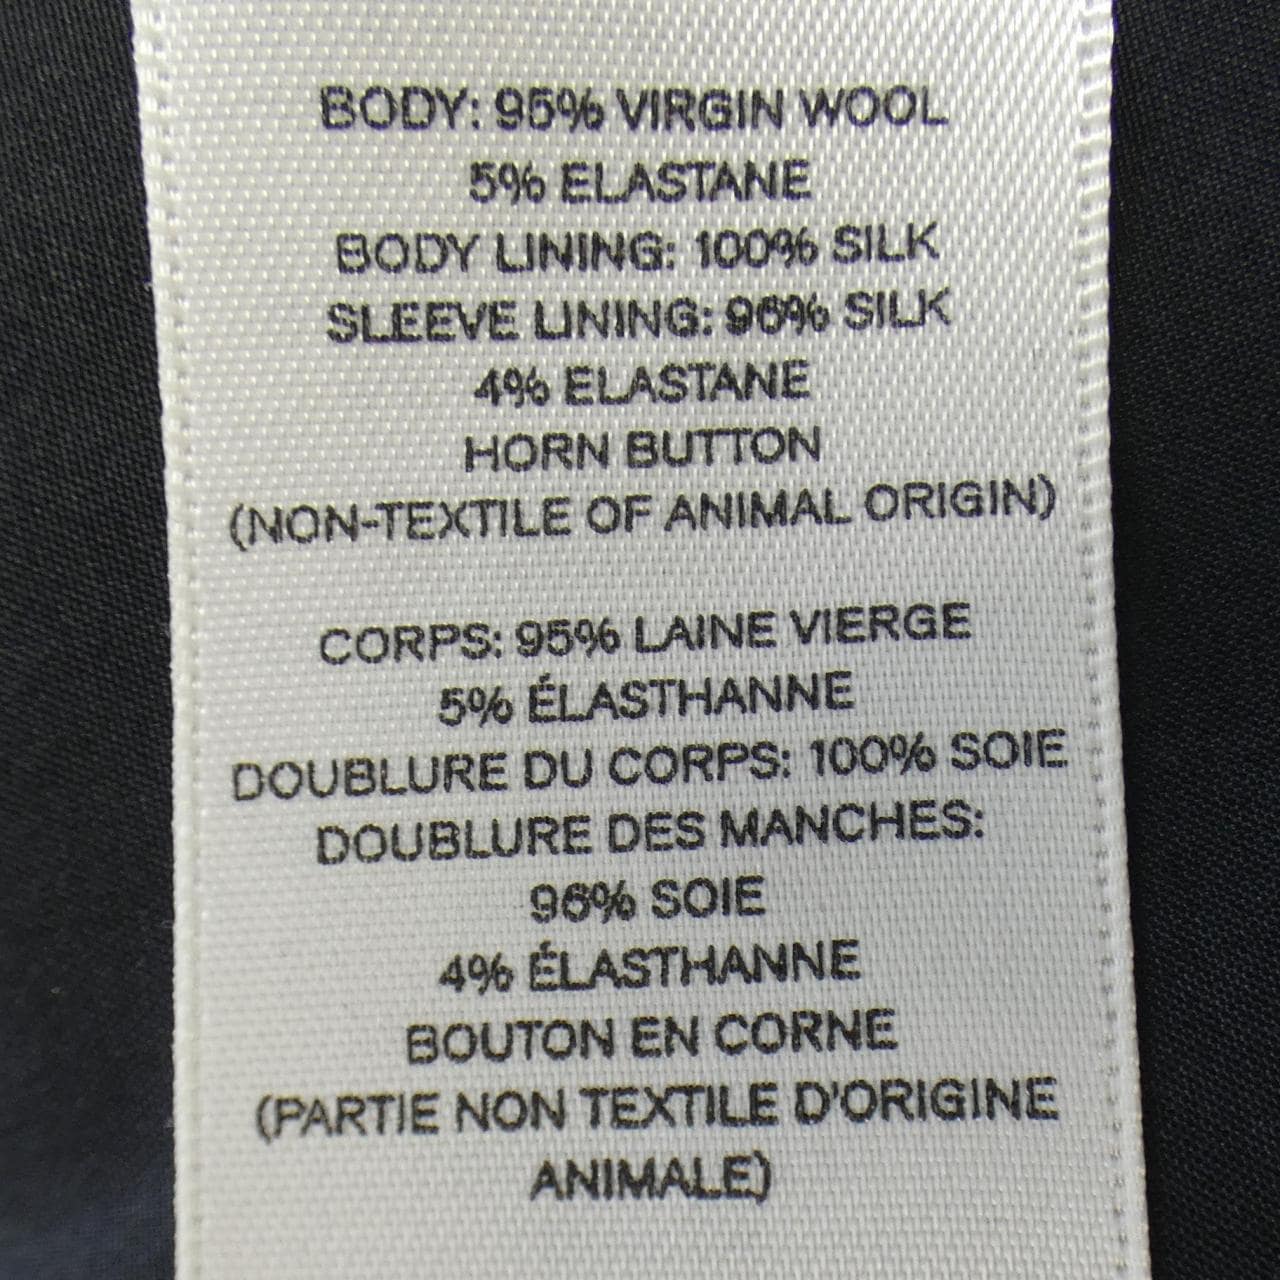 BODY: 95% VIRGIN WOOL
5% ELASTANE
BODY LINING: 100% SILK
SLEEVE LINING: 96% SILK
4% ELASTANE
HORN BUTTON
(NON-TEXTILE OF ANIMAL ORIGIN)
CORPS: 95% LAINE VIERGE
5% ÉLASTHANNE
DOUBLURE DU CORPS: 100% SOIE
DOUBLURE DES MANCHES:
96% SOIE
4% ÉLASTHANNE
BOUTON EN CORNE
(PARTIE NON TEXTILE D'ORIGINE
ANIMALE)